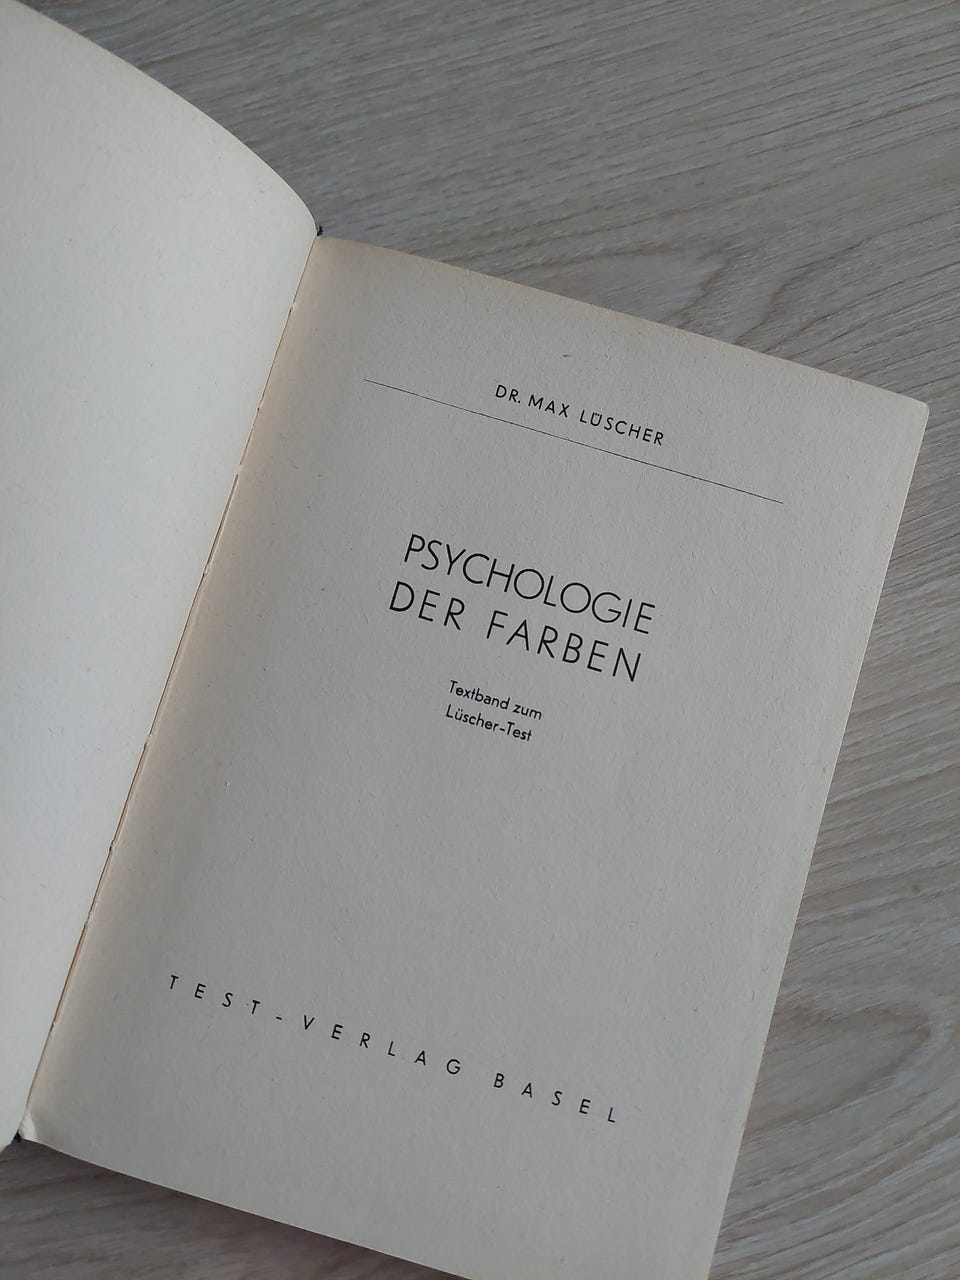 DR. MAX LÜSCHER
PSYCHOLOGIE
DER FARBEN
Textband zum
Lüscher-Test
TEST-VERLAG BASEL